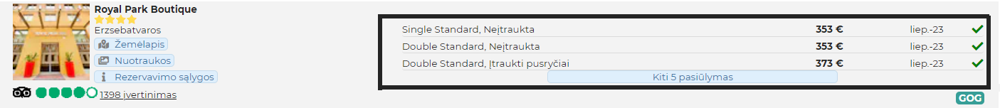 Royal Park Boutique
Erzsebatvaros
Žemėlapis
Nuotraukos
Rezervavimo sąlygos
1398 įvertinimas
Single Standard, Neįtraukta 353 € liep.-23
Double Standard, Neįtraukta 353 € liep.-23
Double Standard, Įtraukti pusryčiai 373 € liep.-23
Kiti 5 pasiūlymas
GOG